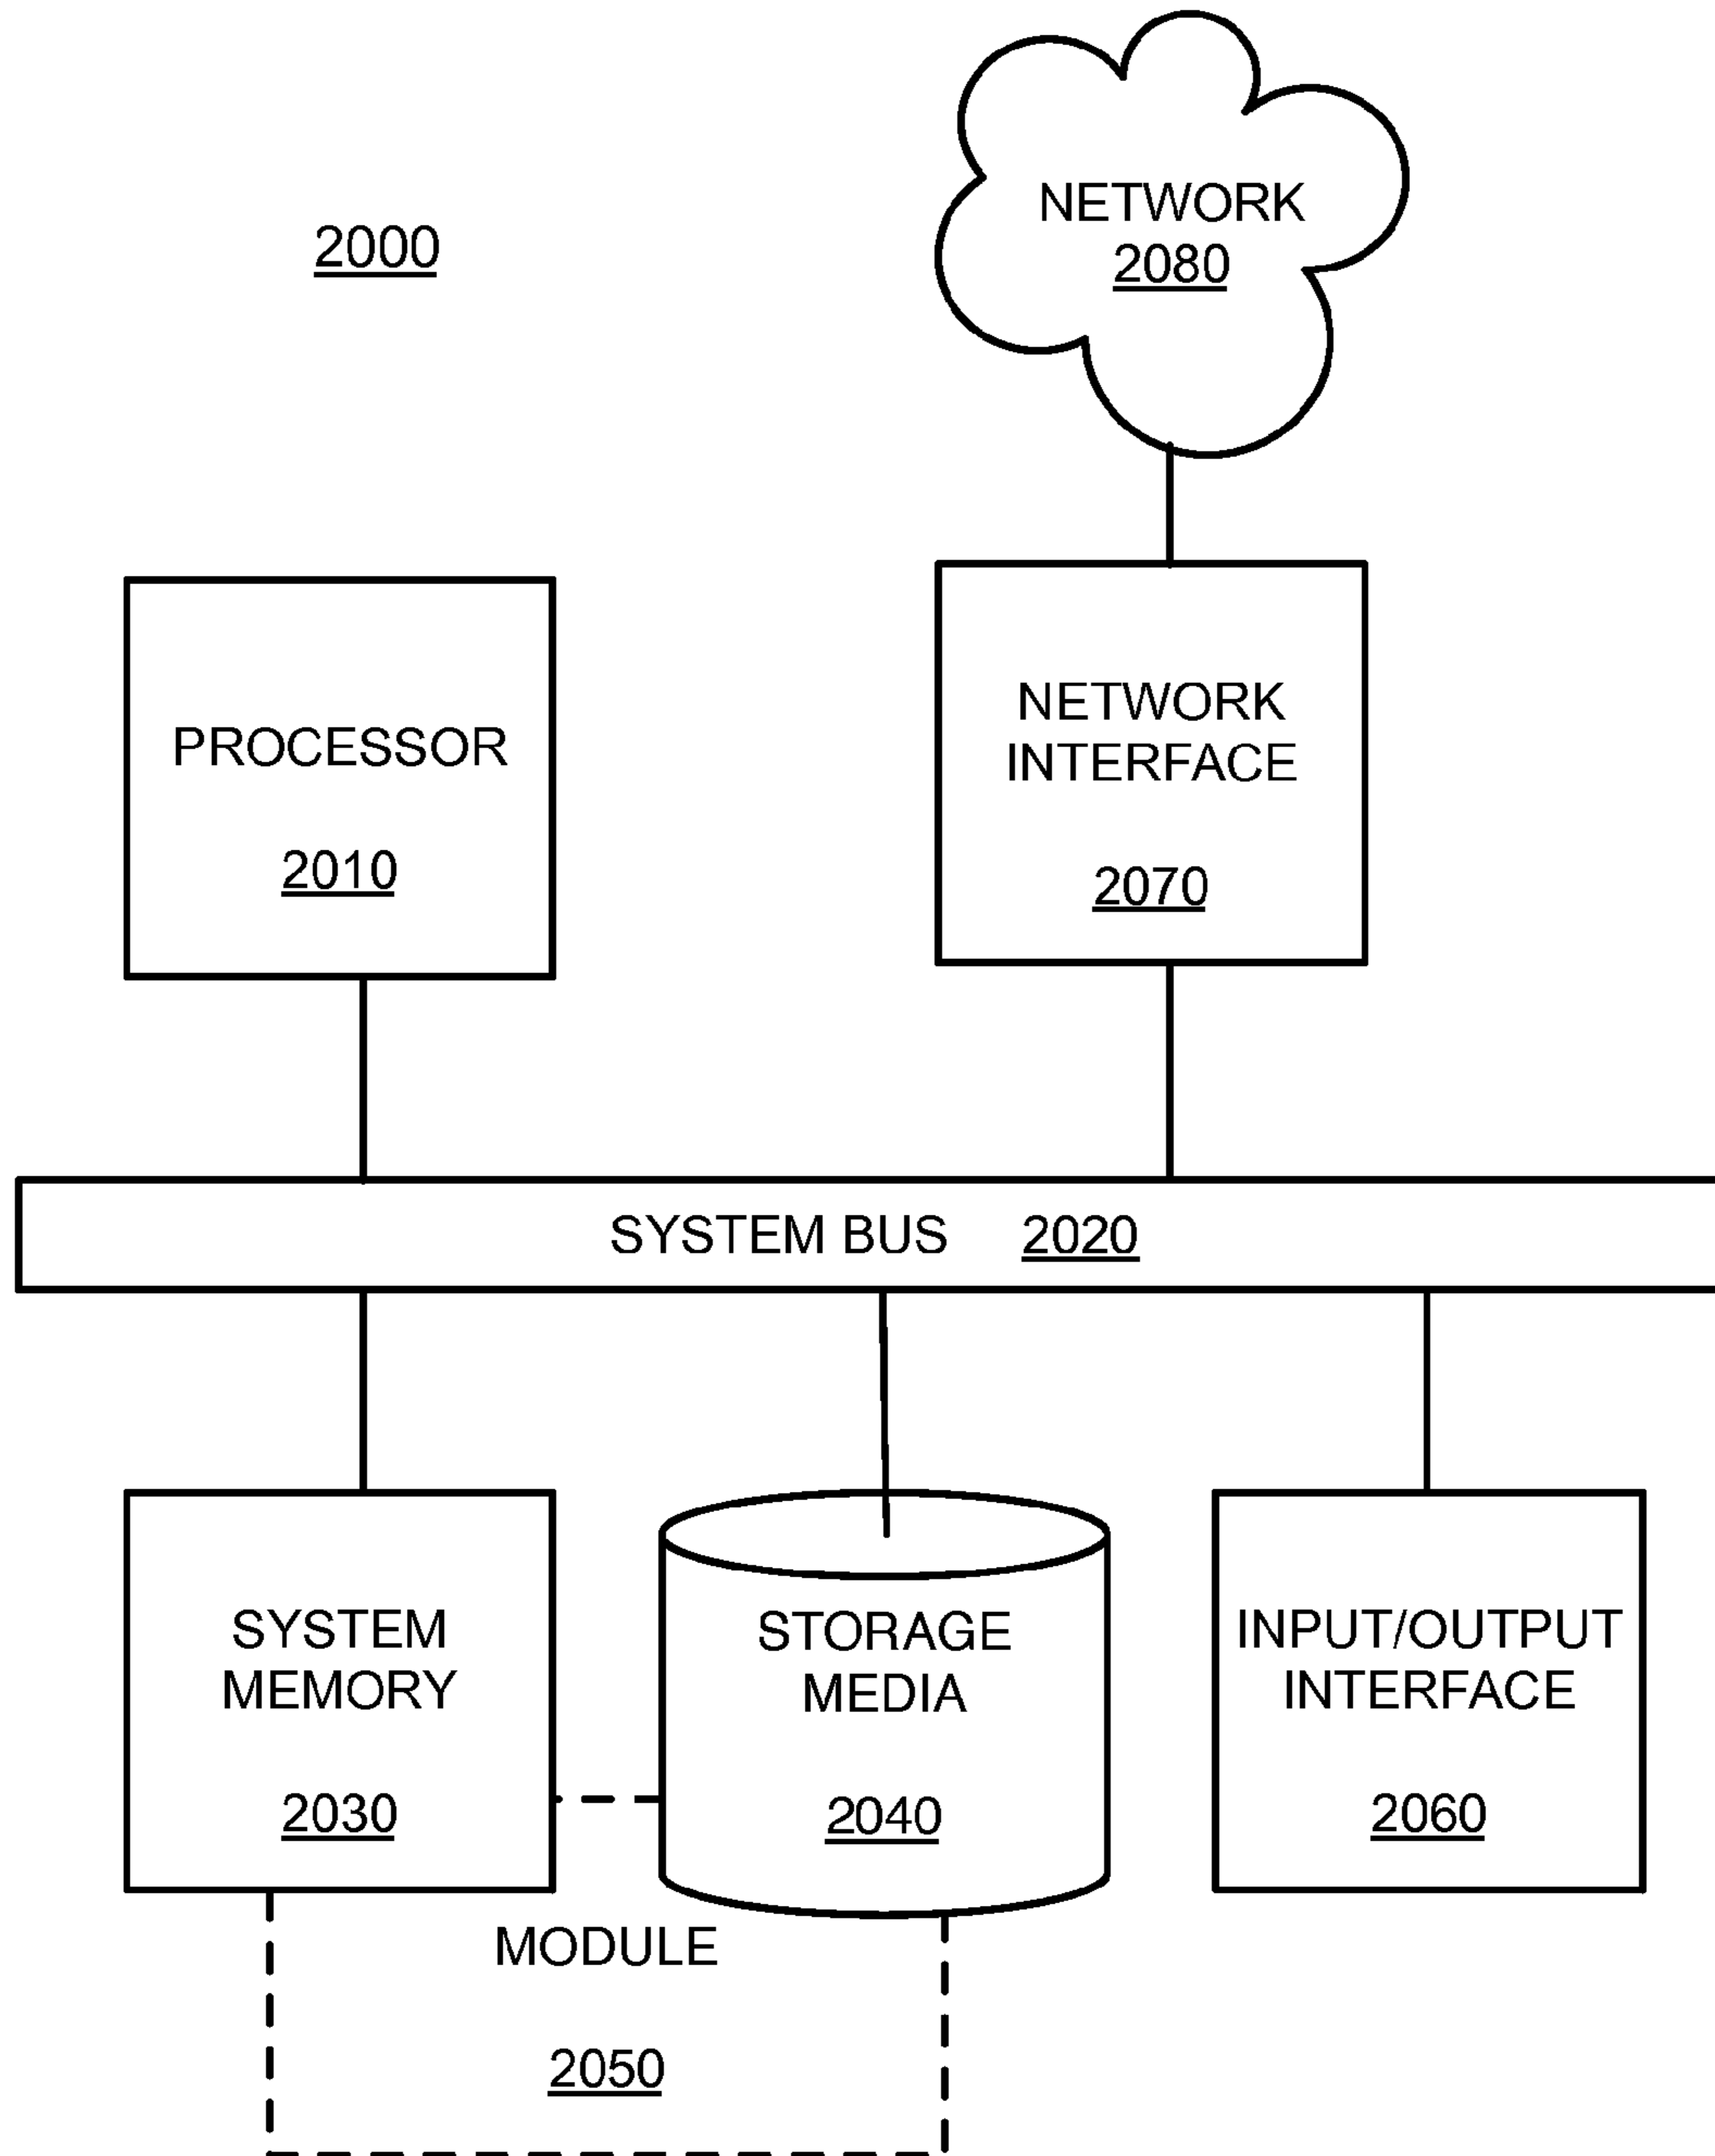 NETWORK
2080
2000
PROCESSOR
2010
NETWORK
INTERFACE
2070
SYSTEM BUS 2020
SYSTEM
MEMORY
2030
STORAGE
MEDIA
2040
INPUT/OUTPUT
INTERFACE
2060
MODULE
2050